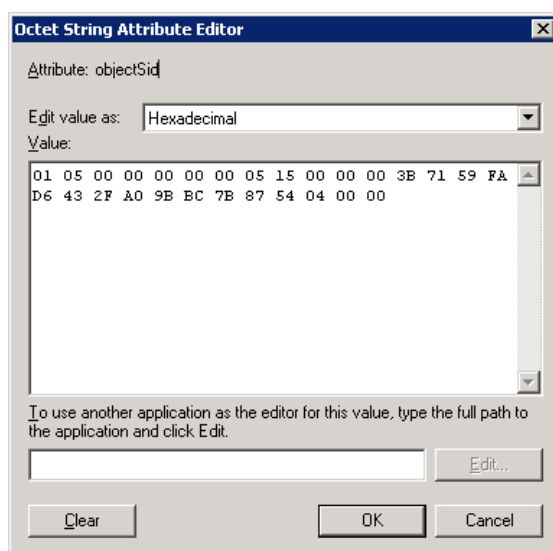 Octet String Attribute Editor
Attribute: objectSid
Edit value as: Hexadecimal
Value:
01 05 00 00 00 00 00 05 15 00 00 00 3B 71 59 FA
D6 43 2F A0 9B BC 7B 87 54 04 00 00
To use another application as the editor for this value, type the full path to
the application and click Edit.
Edit...
Clear OK Cancel